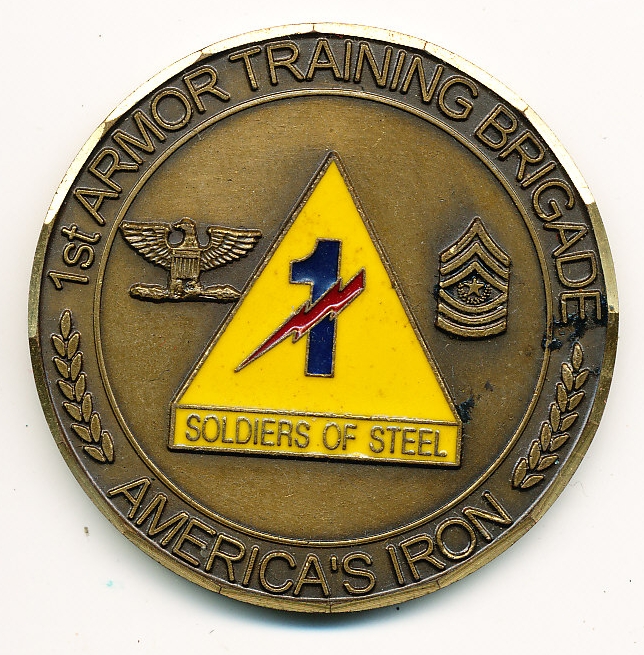 1st ARMOR TRAINING BRIGADE
1
SOLDIERS OF STEEL
AMERICA'S IRON